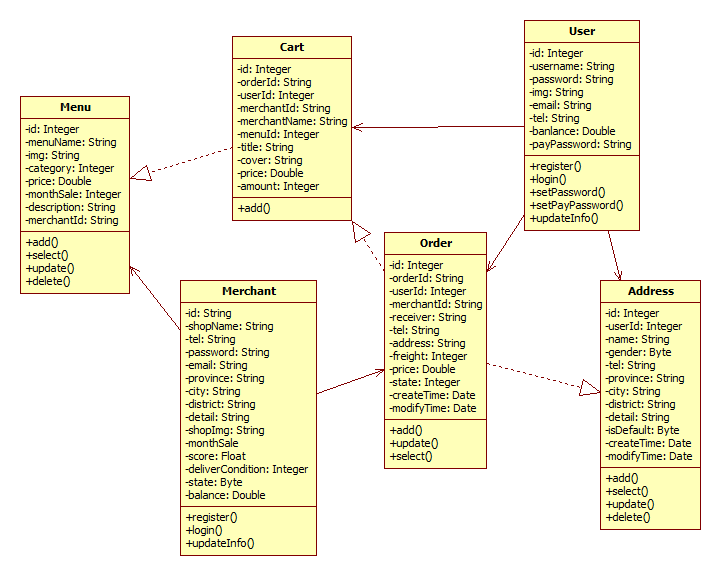 Menu
-id: Integer
-menuName: String
-img: String
-category: Integer
-price: Double
-monthSale: Integer
-description: String
-merchantId: String
+add()
+select()
+update()
+delete()
Cart
-id: Integer
-orderId: String
-userId: Integer
-merchantId: String
-merchantName: String
-menuId: Integer
-title: String
-cover: String
-price: Double
-amount: Integer
+add()
User
-id: Integer
-username: String
-password: String
-img: String
-email: String
-tel: String
-banlance: Double
-payPassword: String
+register()
+login()
+setPassword()
+setPayPassword()
+updateInfo()
Merchant
-id: String
-shopName: String
-tel: String
-password: String
-email: String
-province: String
-city: String
-district: String
-detail: String
-shopImg: String
-monthSale
-score: Float
-deliverCondition: Integer
-state: Byte
-balance: Double
+register()
+login()
+updateInfo()
Order
-id: Integer
-orderId: String
-userId: Integer
-merchantId: String
-receiver: String
-tel: String
-address: String
-freight: Integer
-price: Double
-state: Integer
-createTime: Date
-modifyTime: Date
+add()
+update()
+select()
Address
-id: Integer
-userId: Integer
-name: String
-gender: Byte
-tel: String
-province: String
-city: String
-district: String
-detail: String
-isDefault: Byte
-createTime: Date
-modifyTime: Date
+add()
+select()
+update()
+delete()